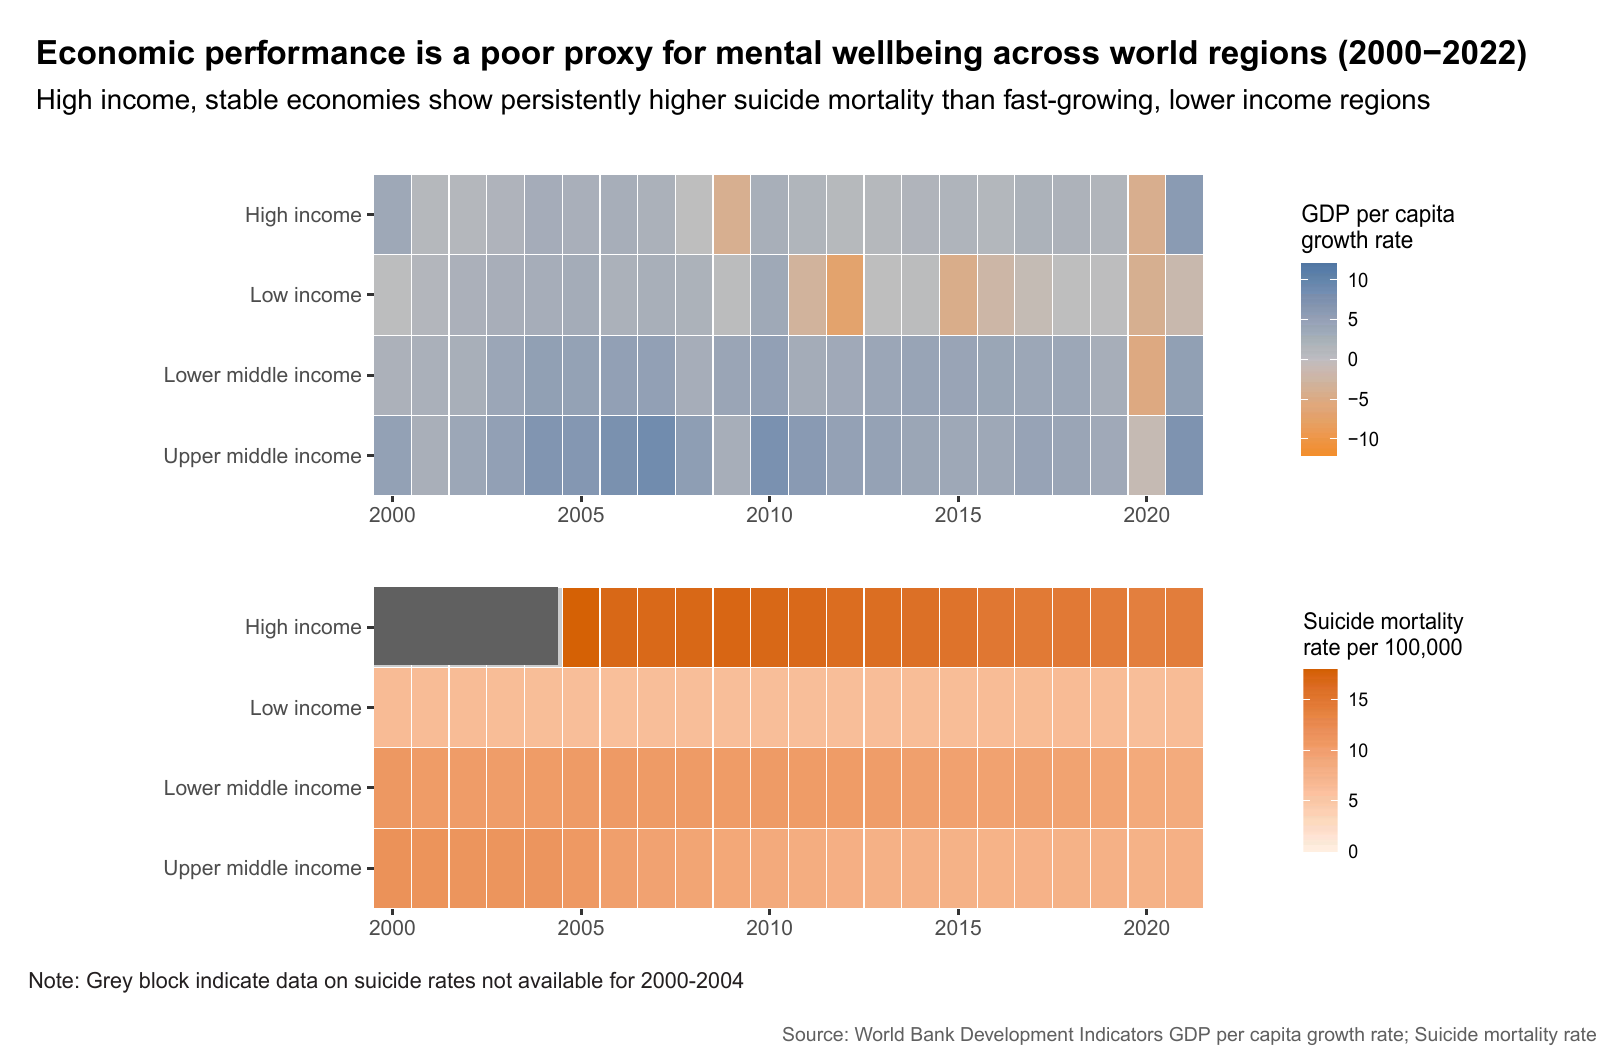 Economic performance is a poor proxy for mental wellbeing across world regions (2000−2022)
High income, stable economies show persistently higher suicide mortality than fast-growing, lower income regions
High income
Low income
Lower middle income
Upper middle income
2000 2005 2010 2015 2020
GDP per capita
growth rate
10
5
0
−5
−10
High income
Low income
Lower middle income
Upper middle income
2000 2005 2010 2015 2020
Suicide mortality
rate per 100,000
15
10
5
0
Note: Grey block indicate data on suicide rates not available for 2000-2004
Source: World Bank Development Indicators GDP per capita growth rate; Suicide mortality rate